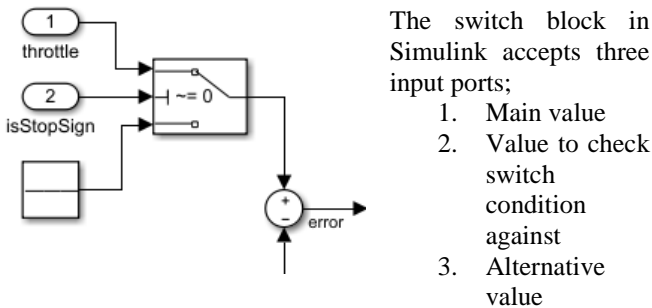 1
throttle
2
isStopSign
~= 0
+
−
error
The switch block in
Simulink accepts three
input ports;
1. Main value
2. Value to check
switch
condition
against
3. Alternative
value